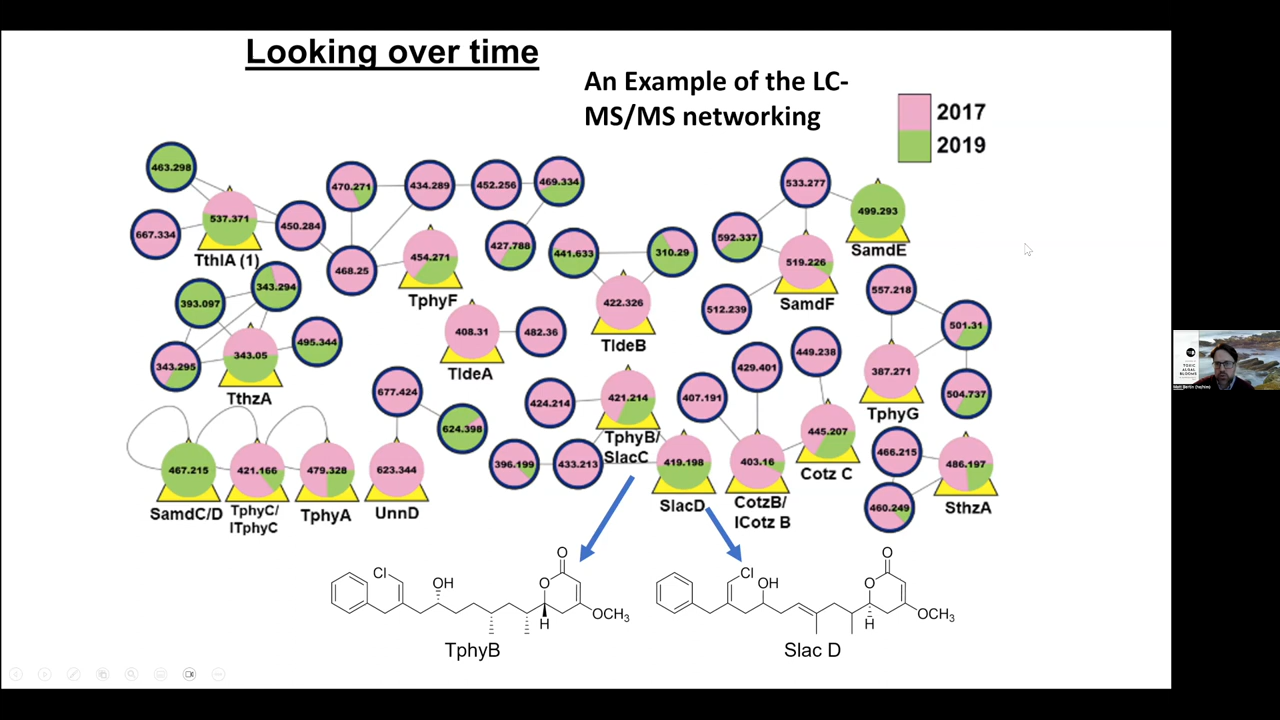 Looking over time
An Example of the LC-
MS/MS networking
2017
2019
463.298
537.371
667.334
450.284
TthlA (1)
470.271
434.289
452.256
469.334
427.788
468.25
454.271
TphyF
441.633
310.29
422.326
TldeB
533.277
592.337
519.226
512.239
SamdF
499.293
SamdE
393.097
343.294
343.295
343.05
495.344
TthzA
408.31
482.36
TldeA
557.218
501.31
387.271
504.737
TphyG
677.424
624.398
623.344
UnnD
467.215
SamdC/D
421.166
TphyC/
lTphyC
479.328
TphyA
424.214
421.214
TphyB/
SlacC
396.199
433.213
419.198
SlacD
407.191
429.401
449.238
403.16
CotzB/
lCotz B
445.207
Cotz C
466.215
486.197
460.249
SthzA
Cl
OH
O
O
H
OCH3
TphyB
Cl
OH
O
O
H
OCH3
Slac D
TOXIC
ALGAL
BLOOMS